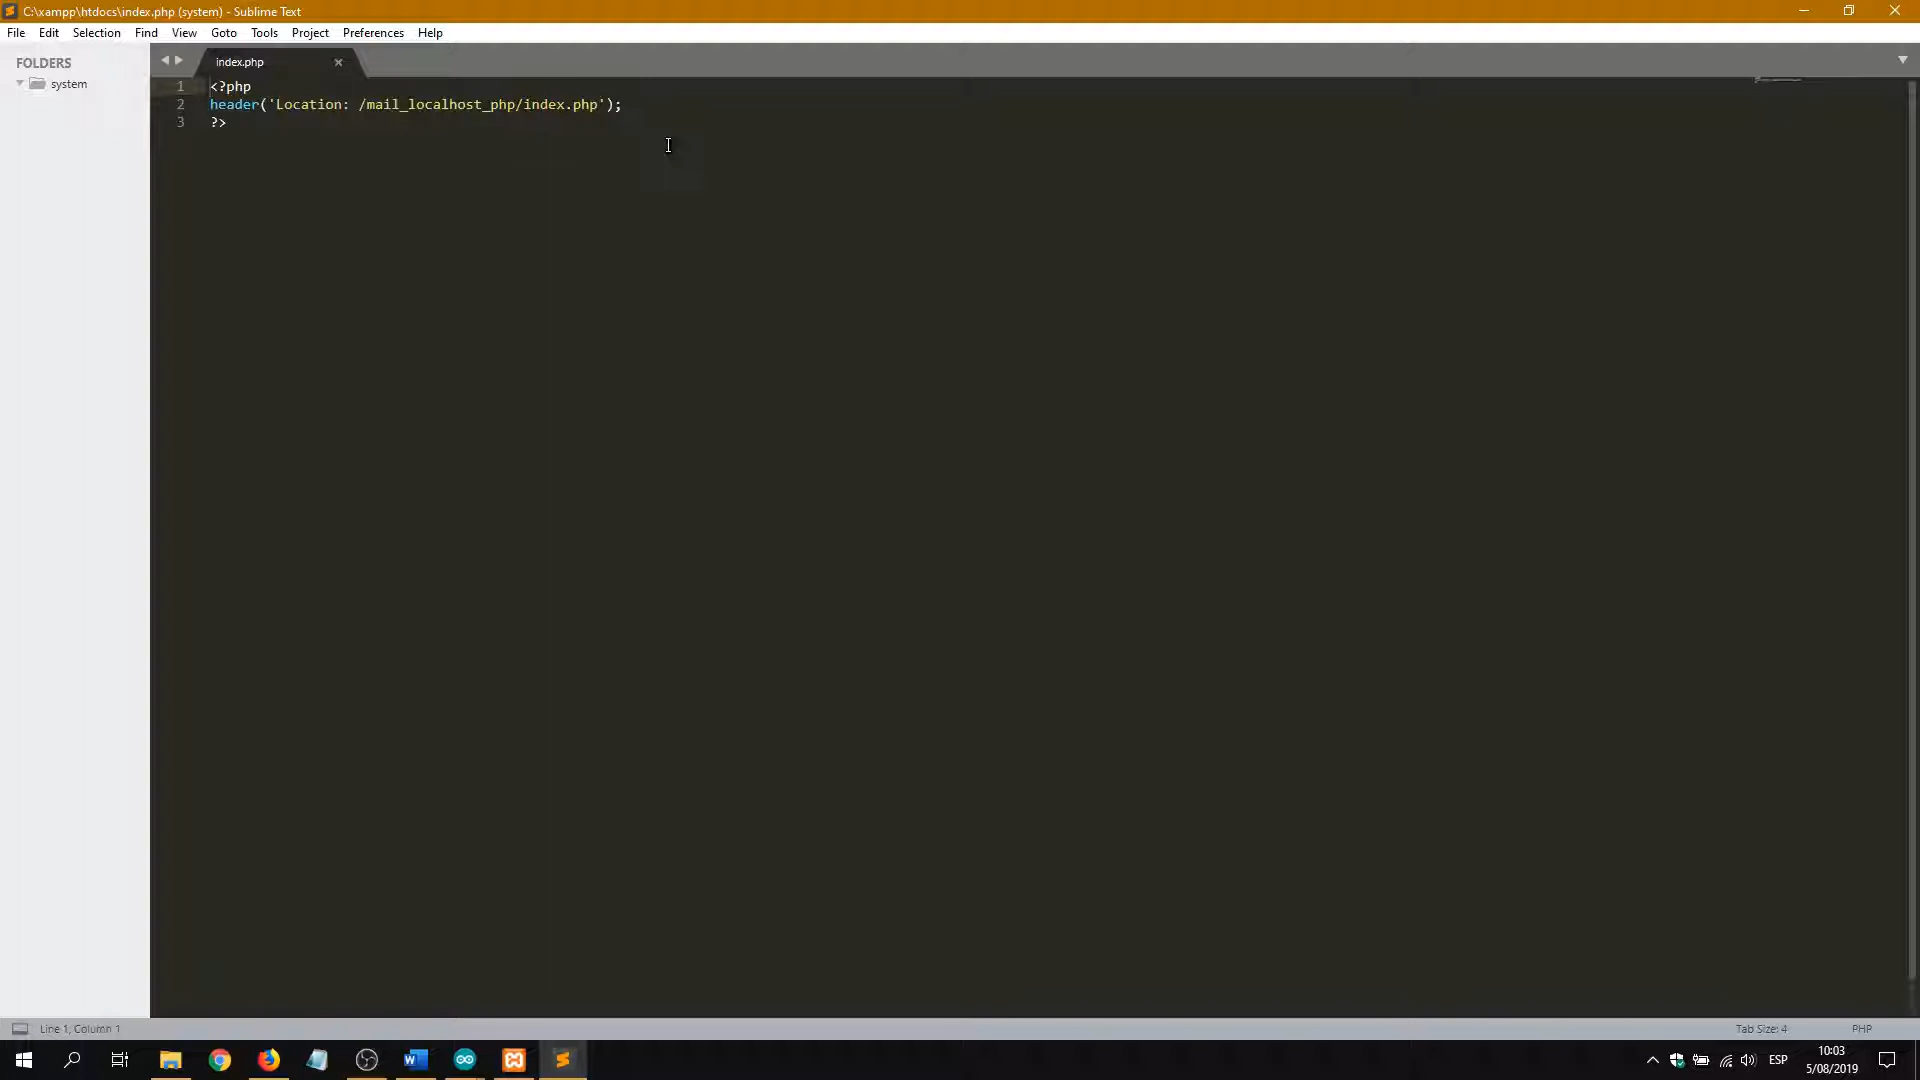 C:\xampp\htdocs\index.php (system) - Sublime Text
File Edit Selection Find View Goto Tools Project Preferences Help
FOLDERS
system
index.php
1 <?php
2 header('Location: /mail_localhost_php/index.php');
3 ?>
Line 1, Column 1
Tab Size: 4
PHP
ESP
10:03
5/08/2019